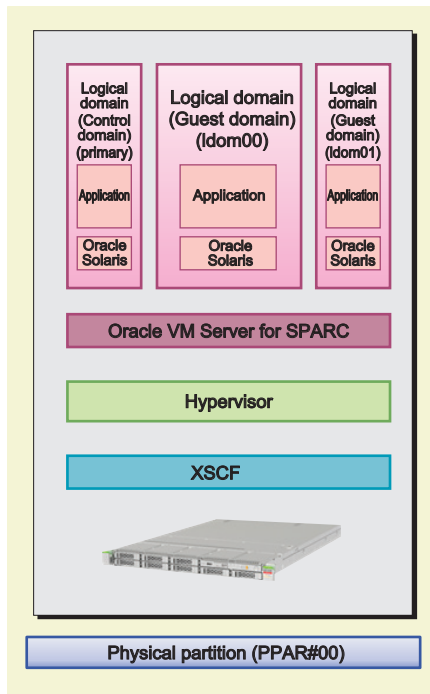 Logical
domain
(Control
domain)
(primary)
Application
Oracle
Solaris
Logical domain
(Guest domain)
(ldom00)
Application
Oracle
Solaris
Logical
domain
(Guest
domain)
(ldom01)
Application
Oracle
Solaris
Oracle VM Server for SPARC
Hypervisor
XSCF
Physical partition (PPAR#00)